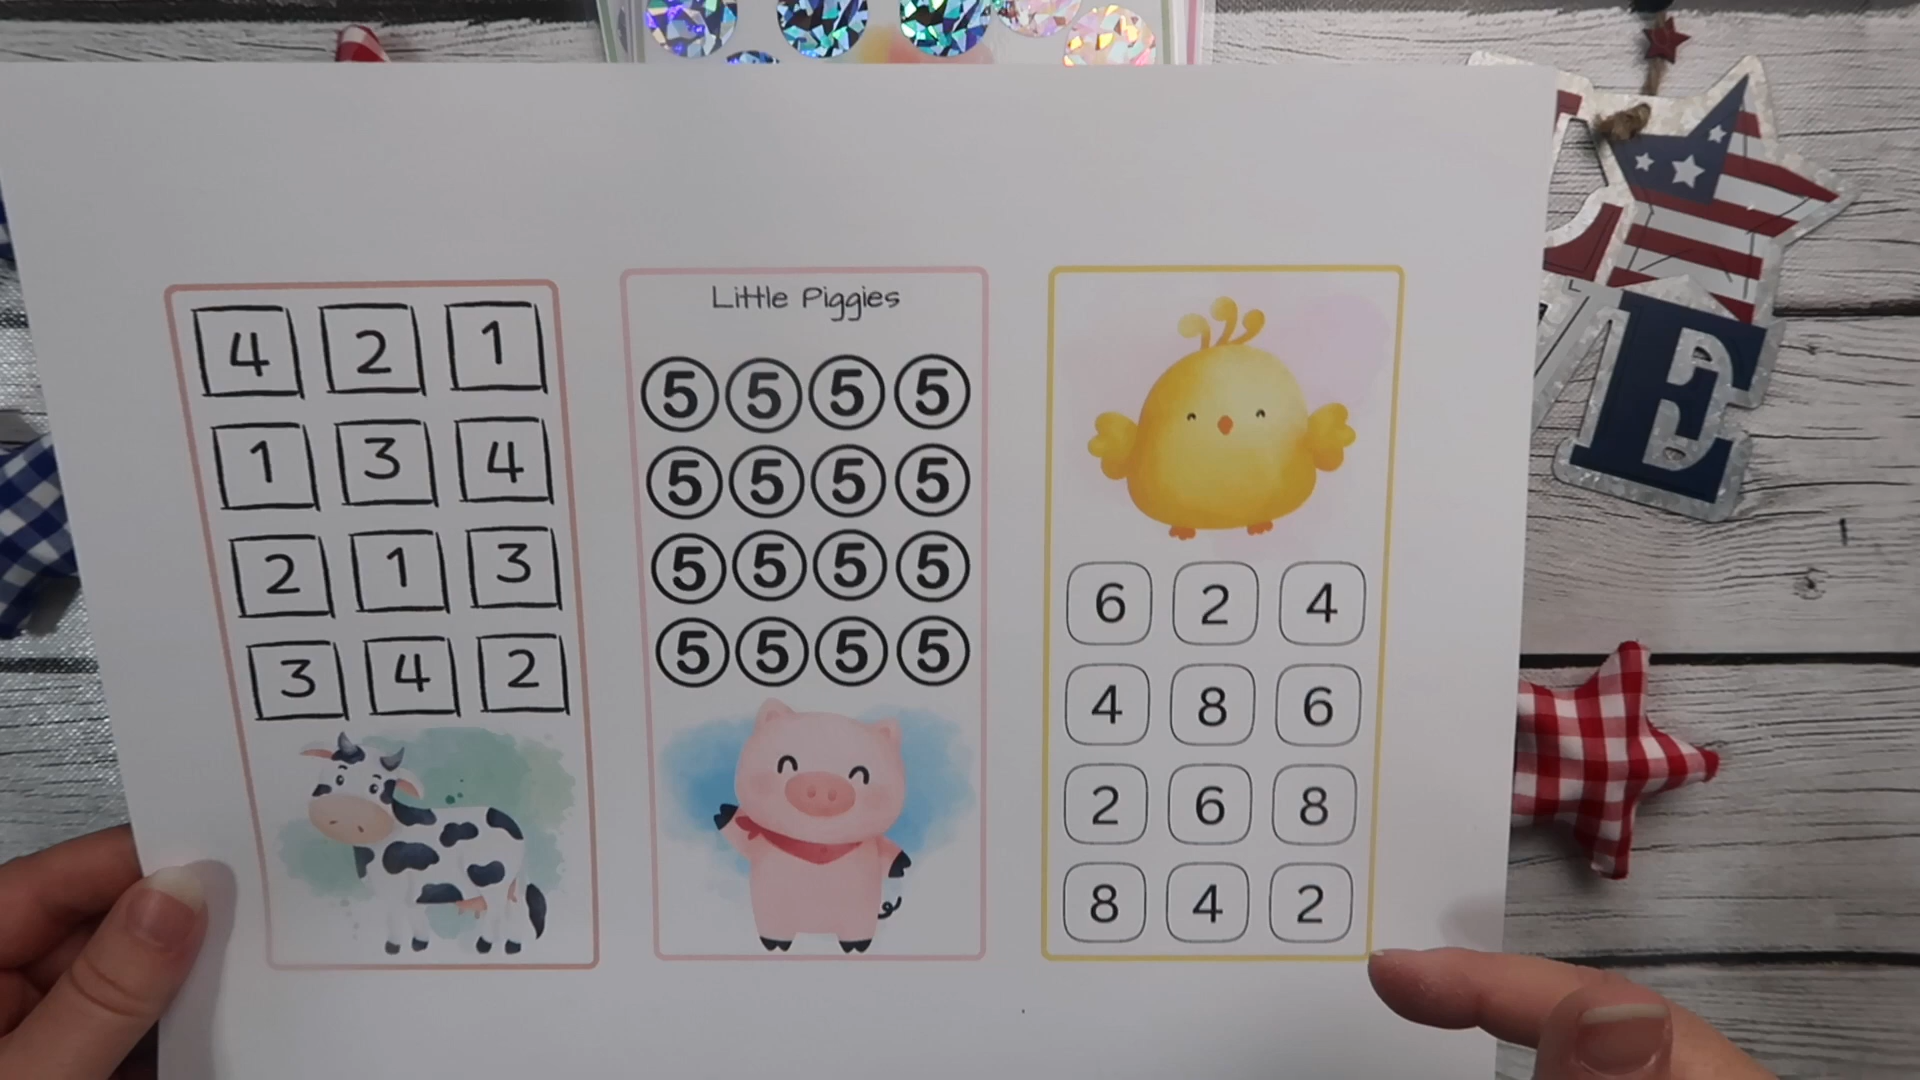 4 2 1
1 3 4
2 1 3
3 4 2
Little Piggies
5 5 5 5
5 5 5 5
5 5 5 5
5 5 5 5
6 2 4
4 8 6
2 6 8
8 4 2
E